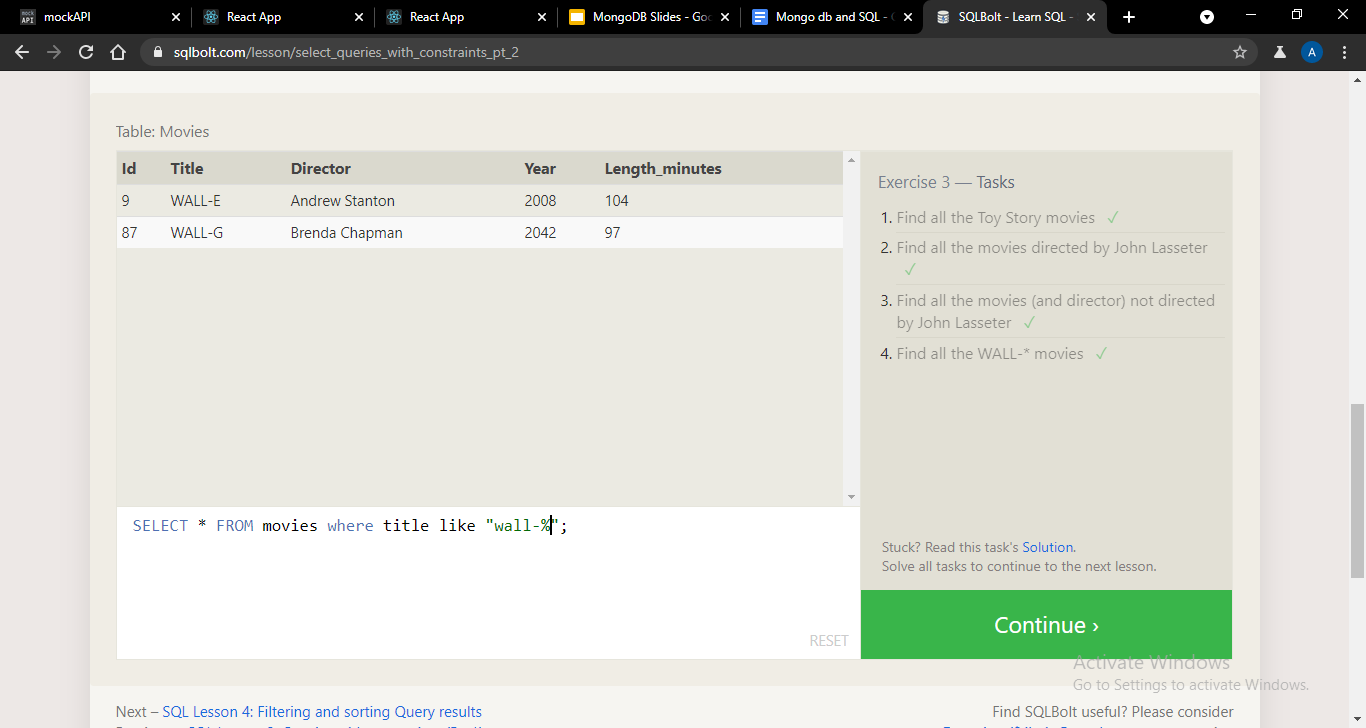 mock API mockAPI
React App
React App
MongoDB Slides - Goo
Mongo db and SQL -
SQLBolt - Learn SQL -
sqlbolt.com/lesson/select_queries_with_constraints_pt_2
A
Table: Movies
Id Title Director Year Length_minutes
9 WALL-E Andrew Stanton 2008 104
87 WALL-G Brenda Chapman 2042 97
Exercise 3 — Tasks
1. Find all the Toy Story movies ✓
2. Find all the movies directed by John Lasseter
✓
3. Find all the movies (and director) not directed
by John Lasseter ✓
4. Find all the WALL-* movies ✓
SELECT * FROM movies where title like "wall-%";
RESET
Stuck? Read this task's Solution.
Solve all tasks to continue to the next lesson.
Continue ›
Activate Windows
Go to Settings to activate Windows.
Next – SQL Lesson 4: Filtering and sorting Query results
Find SQLBolt useful? Please consider